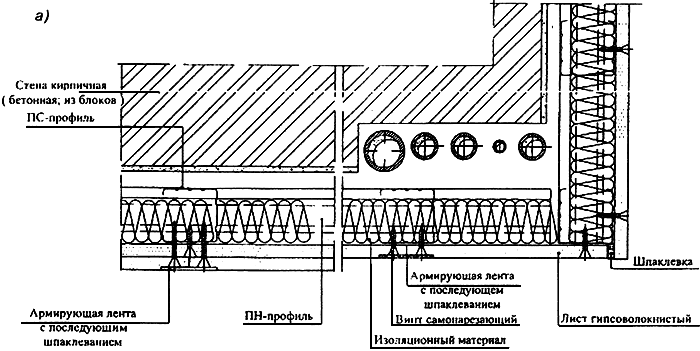 а)
Стена кирпичная
( бетонная; из блоков )
ПС-профиль
Армирующая лента
с последующим
шпаклеванием
ПН-профиль
Армирующая лента
с последующем
шпаклеванием
Винт самонарезающий
Изоляционный материал
Лист гипсоволокнистый
Шпаклевка